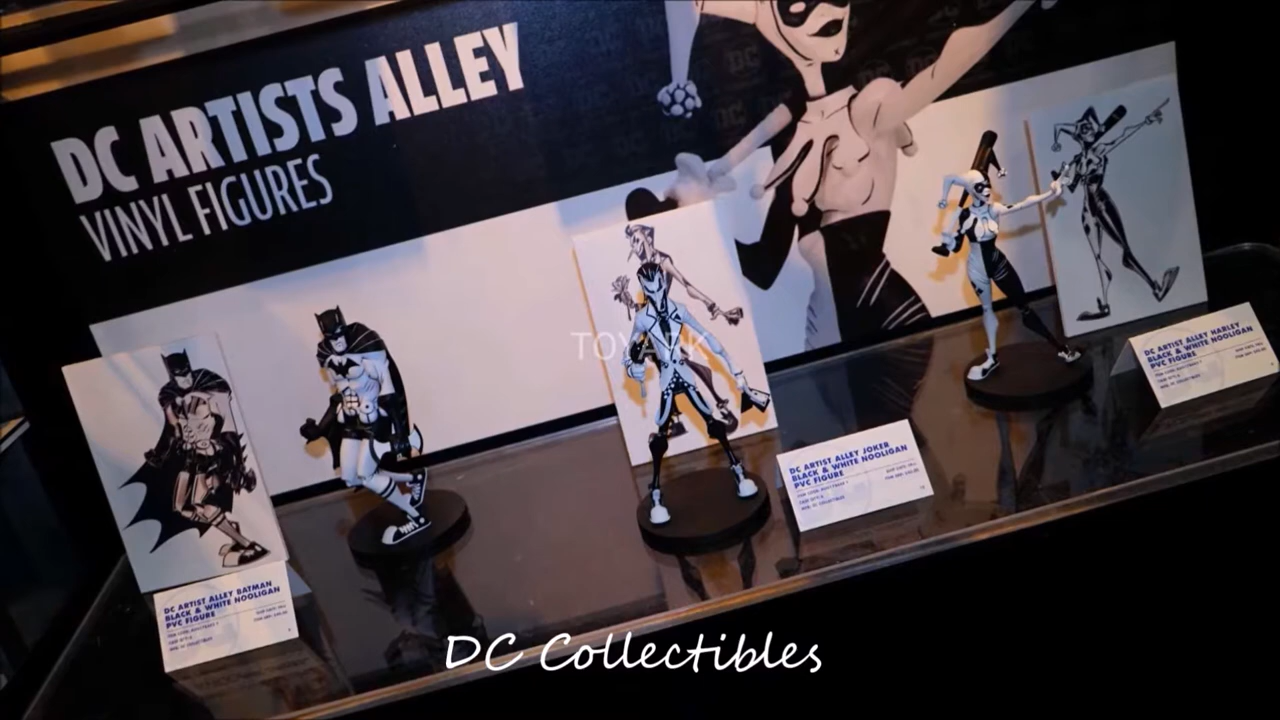 DC ARTISTS ALLEY
VINYL FIGURES
TOYARK
DC ARTIST ALLEY BATMAN
BLACK & WHITE NOOLIGAN
PVC FIGURE
DC ARTIST ALLEY JOKER
BLACK & WHITE NOOLIGAN
PVC FIGURE
DC ARTIST ALLEY HARLEY
BLACK & WHITE NOOLIGAN
PVC FIGURE
DC Collectibles